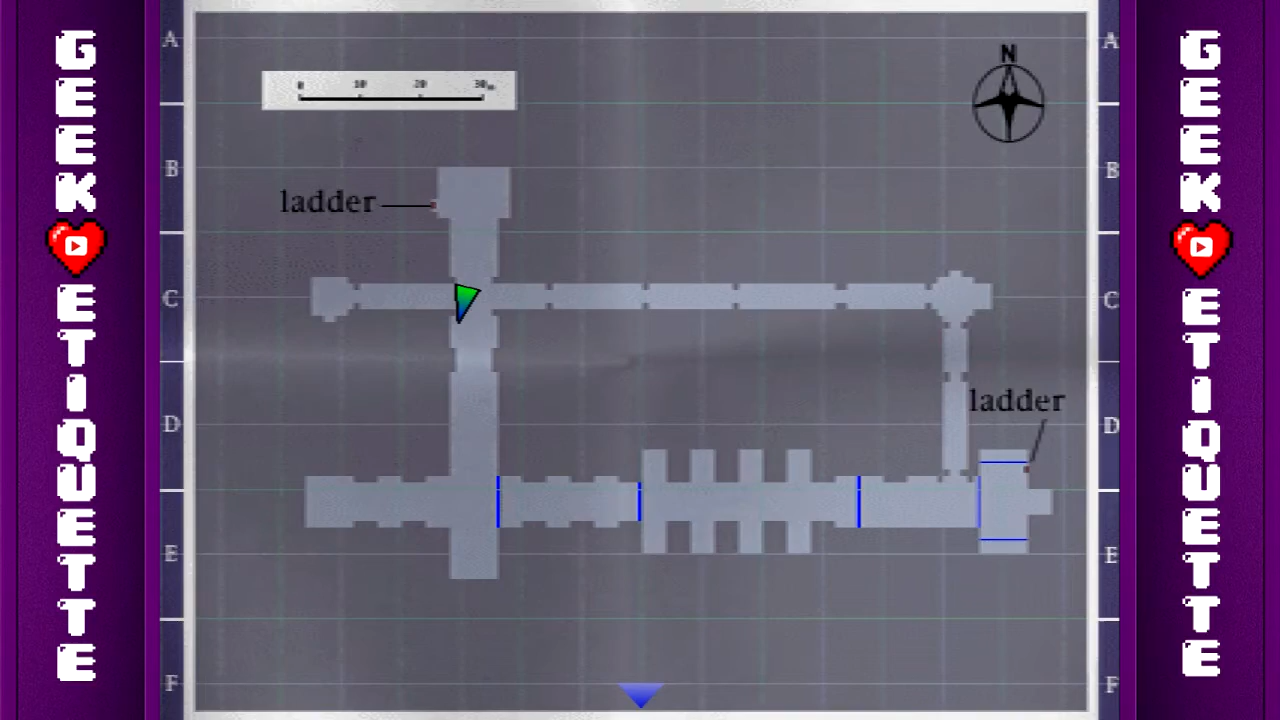 GEEK
ETIQUETTE
A
B
C
D
E
F
0 10 20 30m
ladder
N
ladder
A
B
C
D
E
F
GEEK
ETIQUETTE